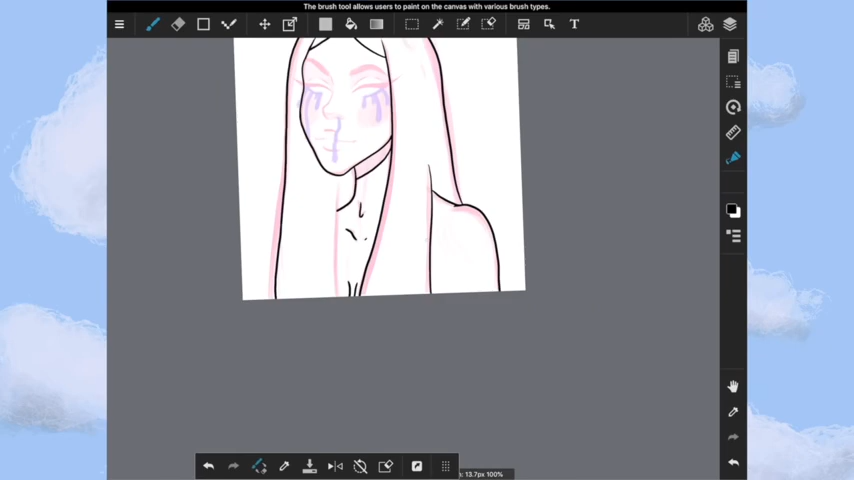 The brush tool allows users to paint on the canvas with various brush types.
T
13.7px 100%